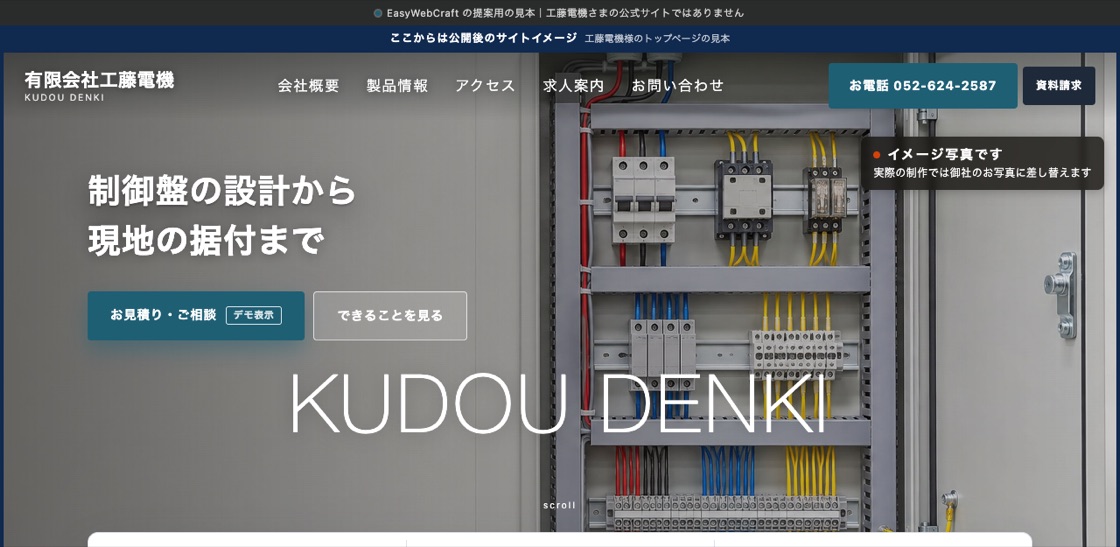 EasyWebCraft の提案用の見本｜工藤電機さまの公式サイトではありません
ここからは公開後のサイトイメージ 工藤電機様のトップページの見本
有限会社工藤電機
KUDOU DENKI
会社概要 製品情報 アクセス 求人案内 お問い合わせ
お電話 052-624-2587
資料請求
イメージ写真です
実際の制作では御社のお写真に差し替えます
制御盤の設計から
現地の据付まで
お見積り・ご相談 デモ表示
できることを見る
KUDOU DENKI
scroll